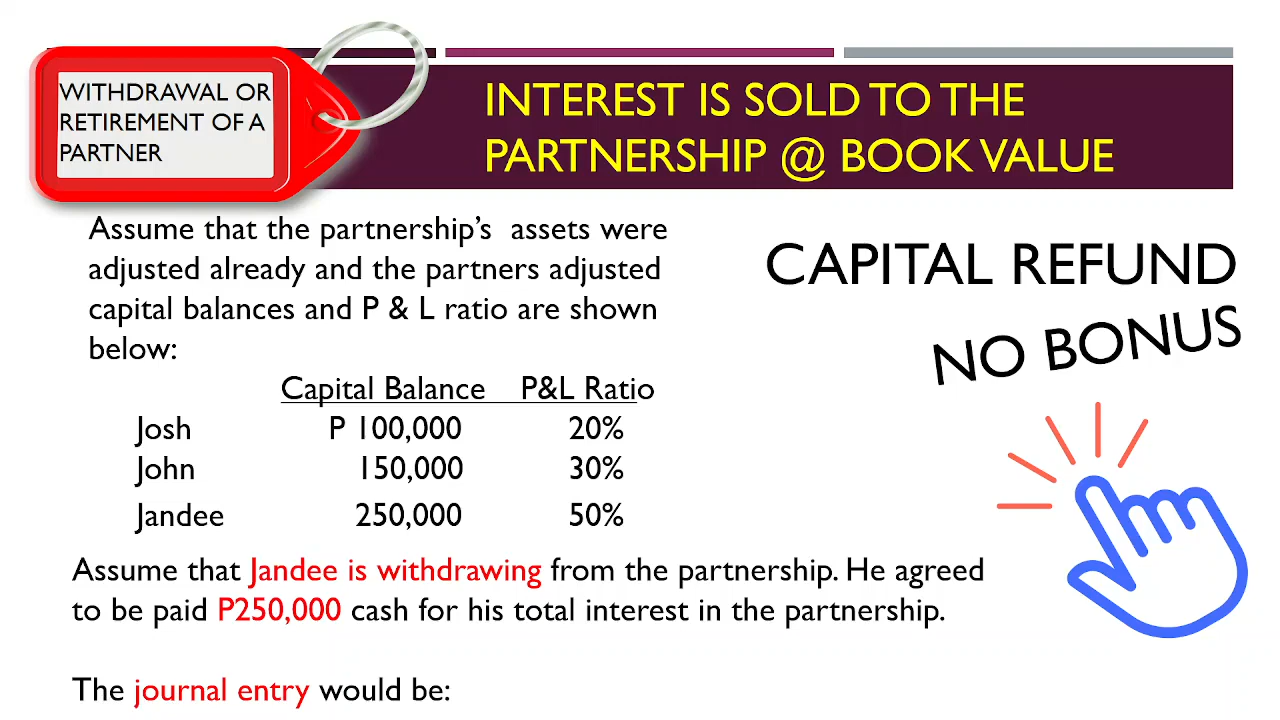 WITHDRAWAL OR
RETIREMENT OF A
PARTNER
INTEREST IS SOLD TO THE
PARTNERSHIP @ BOOK VALUE
Assume that the partnership's assets were
adjusted already and the partners adjusted
capital balances and P & L ratio are shown
below:
CAPITAL REFUND
NO BONUS
Capital Balance P&L Ratio
Josh P 100,000 20%
John 150,000 30%
Jandee 250,000 50%
Assume that Jandee is withdrawing from the partnership. He agreed
to be paid P250,000 cash for his total interest in the partnership.
The journal entry would be: